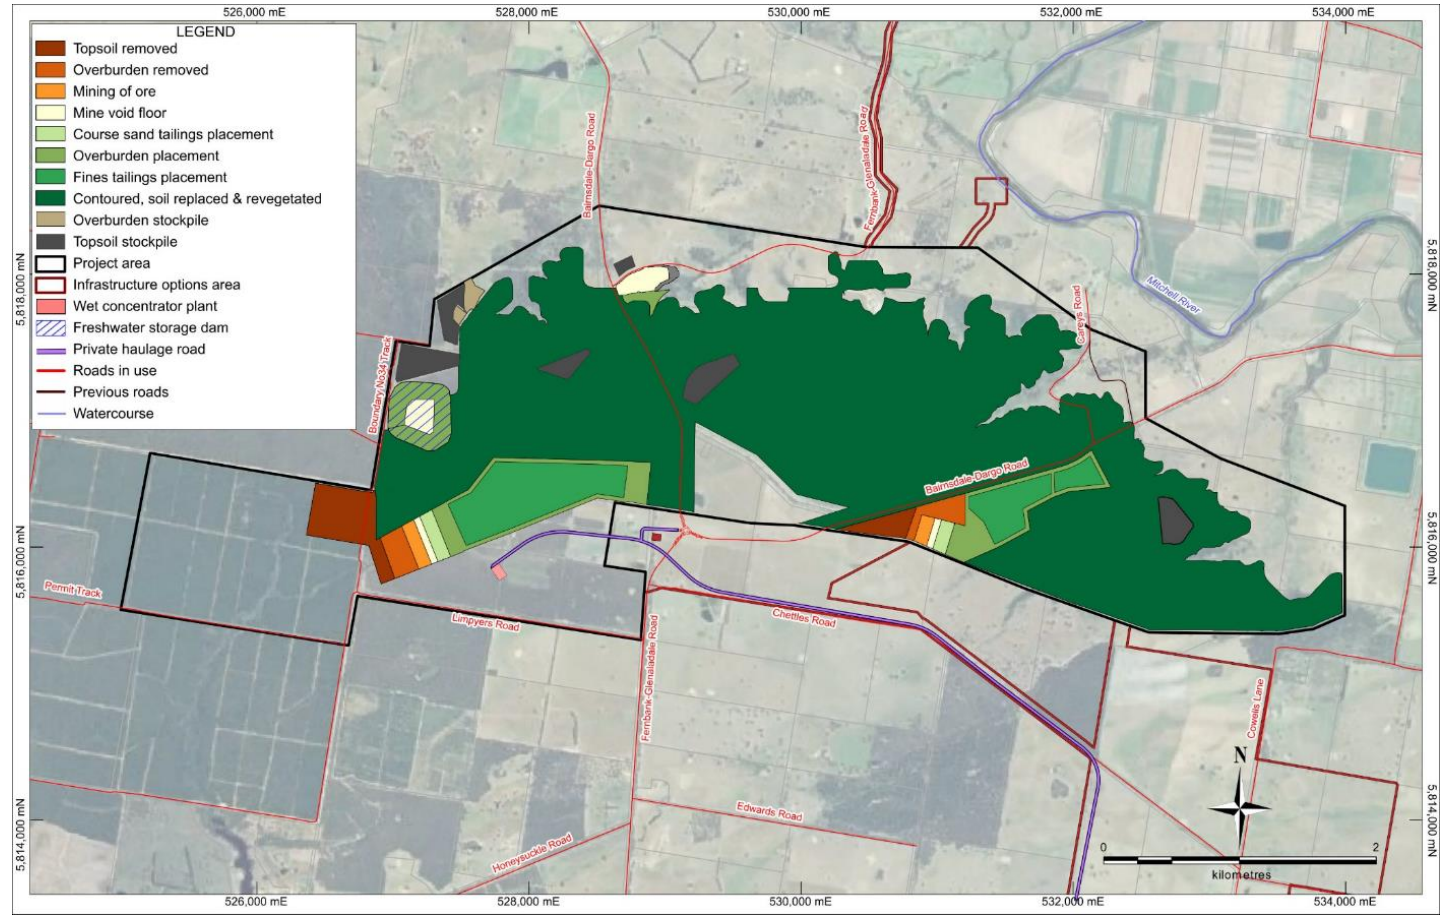 526,000 mE
528,000 mE
530,000 mE
532,000 mE
534,000 mE
LEGEND
Topsoil removed
Overburden removed
Mining of ore
Mine void floor
Course sand tailings placement
Overburden placement
Fines tailings placement
Contoured, soil replaced & revegetated
Overburden stockpile
Topsoil stockpile
Project area
Infrastructure options area
Wet concentrator plant
Freshwater storage dam
Private haulage road
Roads in use
Previous roads
Watercourse
5,818,000 mN
5,816,000 mN
5,814,000 mN
Bairnsdale-Dargo Road
Fernbank-Glenaladale Road
Mitchell River
Careys Road
Boundary No34 Track
Bairnsdale-Dargo Road
Permit Track
Limpyers Road
Chettles Road
Fernbank-Glenaladale Road
Cowells Lane
Edwards Road
Honeysuckle Road
5,818,000 mN
5,816,000 mN
5,814,000 mN
N
0
2
kilometres
526,000 mE
528,000 mE
530,000 mE
532,000 mE
534,000 mE